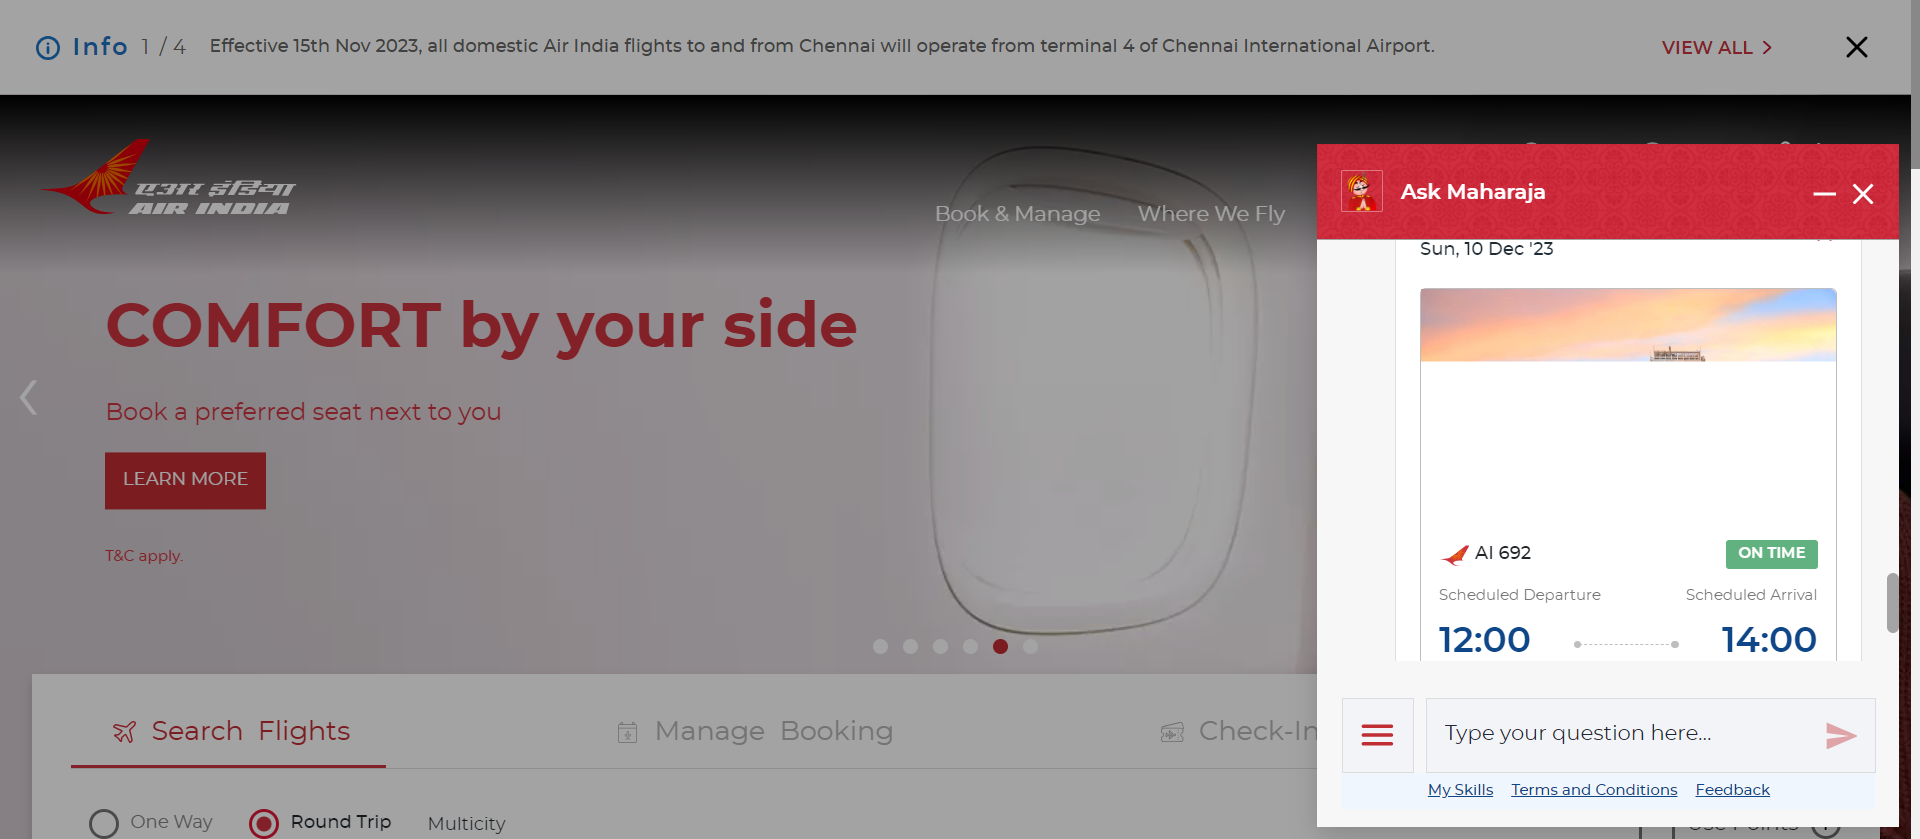 Info 1 / 4 Effective 15th Nov 2023, all domestic Air India flights to and from Chennai will operate from terminal 4 of Chennai International Airport. VIEW ALL
एअर इंडिया
AIR INDIA
Book & Manage Where We Fly
COMFORT by your side
Book a preferred seat next to you
LEARN MORE
T&C apply.
Search Flights Manage Booking Check-In
One Way Round Trip Multicity
Ask Maharaja
Sun, 10 Dec '23
AI 692 ON TIME
Scheduled Departure Scheduled Arrival
12:00 14:00
Type your question here...
My Skills Terms and Conditions Feedback